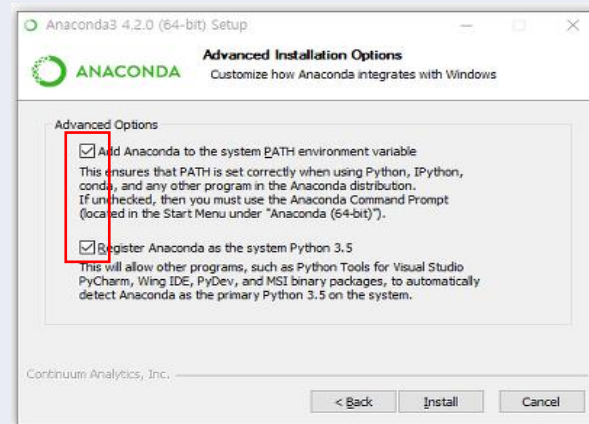 Anaconda3 4.2.0 (64-bit) Setup
ANACONDA
Advanced Installation Options
Customize how Anaconda integrates with Windows
Advanced Options
Add Anaconda to the system PATH environment variable
This ensures that PATH is set correctly when using Python, IPython,
conda, and any other program in the Anaconda distribution.
If unchecked, then you must use the Anaconda Command Prompt
(located in the Start Menu under "Anaconda (64-bit)").
Register Anaconda as the system Python 3.5
This will allow other programs, such as Python Tools for Visual Studio
PyCharm, Wing IDE, PyDev, and MSI binary packages, to automatically
detect Anaconda as the primary Python 3.5 on the system.
Continuum Analytics, Inc.
< Back
Install
Cancel